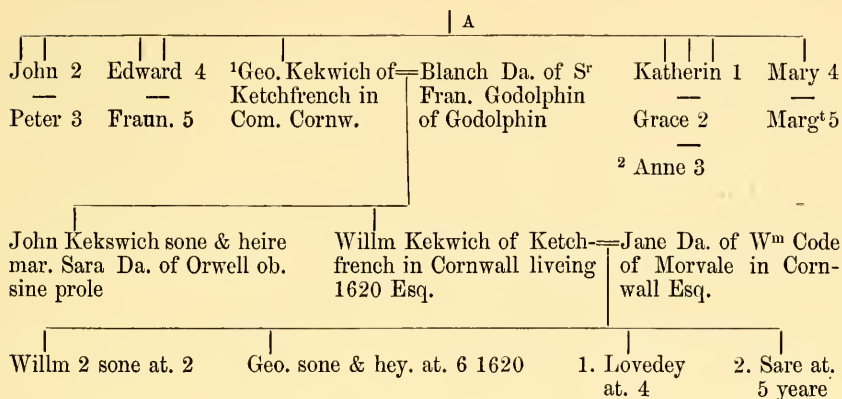 A
John 2 Edward 4 ¹Geo. Kekwich of=Blanch Da. of Sʳ Katherin 1 Mary 4
— — Ketchfrench in Fran. Godolphin — —
Peter 3 Fraun. 5 Com. Cornw. of Godolphin Grace 2 Margᵗ 5
—
² Anne 3
John Kekswich sone & heire Willm Kekwich of Ketch-=Jane Da. of Wᵐ Code
mar. Sara Da. of Orwell ob. french in Cornwall liveing of Morvale in Corn-
sine prole 1620 Esq. wall Esq.
Willm 2 sone at. 2 Geo. sone & hey. at. 6 1620 1. Lovedey 2. Sare at.
at. 4 5 yeare